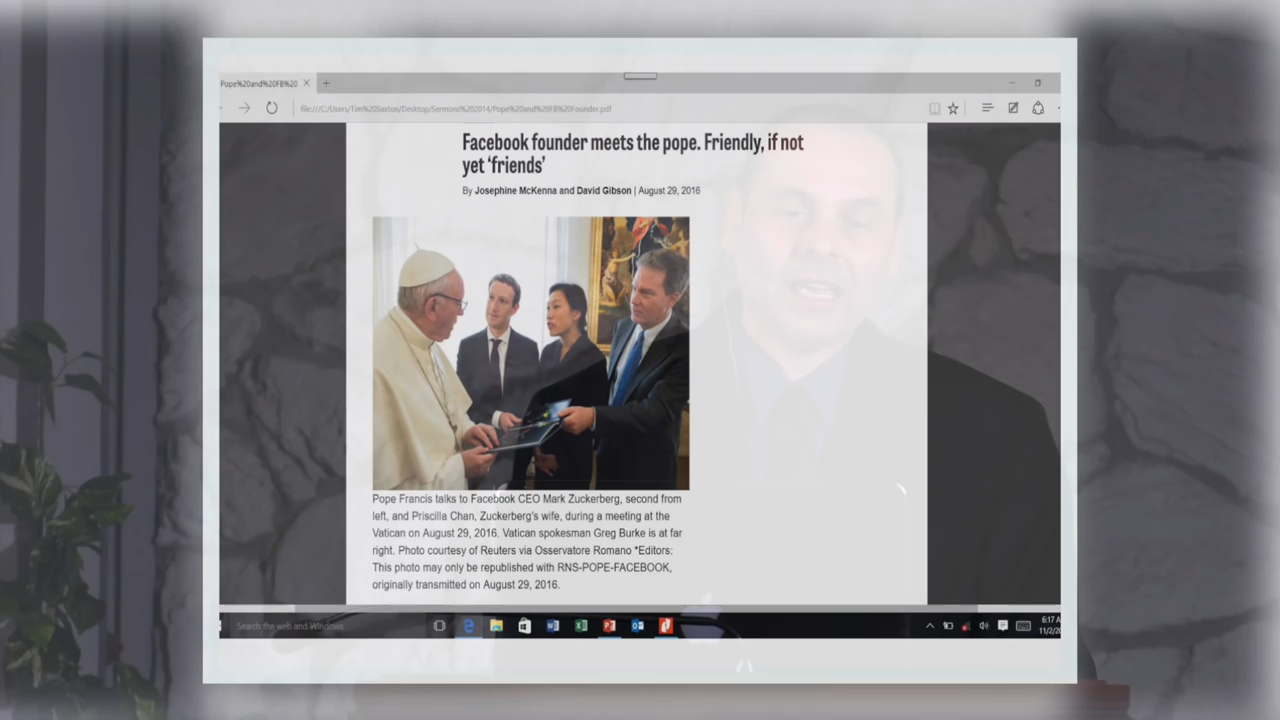 Pope%20and%20FB%20
file:///C:/Users/Tim%20Saxton/Desktop/Sermons%202014/Pope%20and%20FB%20Founder.pdf
Facebook founder meets the pope. Friendly, if not
yet ‘friends’
By Josephine McKenna and David Gibson | August 29, 2016
Pope Francis talks to Facebook CEO Mark Zuckerberg, second from
left, and Priscilla Chan, Zuckerberg’s wife, during a meeting at the
Vatican on August 29, 2016. Vatican spokesman Greg Burke is at far
right. Photo courtesy of Reuters via Osservatore Romano *Editors:
This photo may only be republished with RNS-POPE-FACEBOOK,
originally transmitted on August 29, 2016.
Search the web and Windows
6:17 A
11/2/20